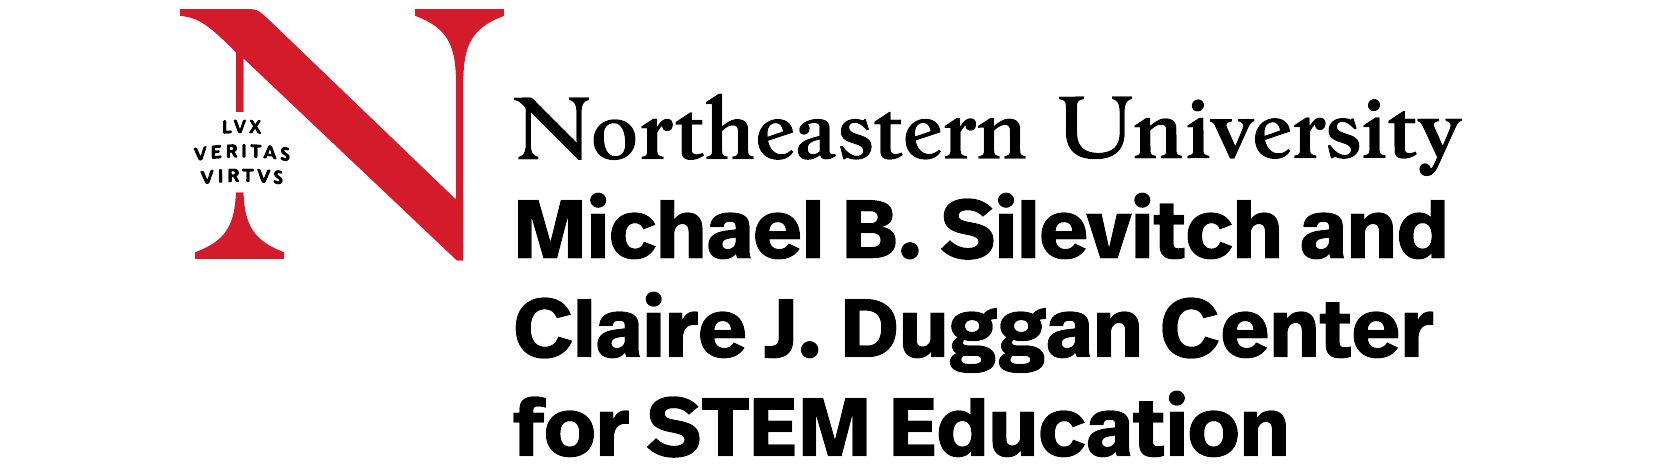 N
LVX
VERITAS
VIRTVS
Northeastern University
Michael B. Silevitch and
Claire J. Duggan Center
for STEM Education